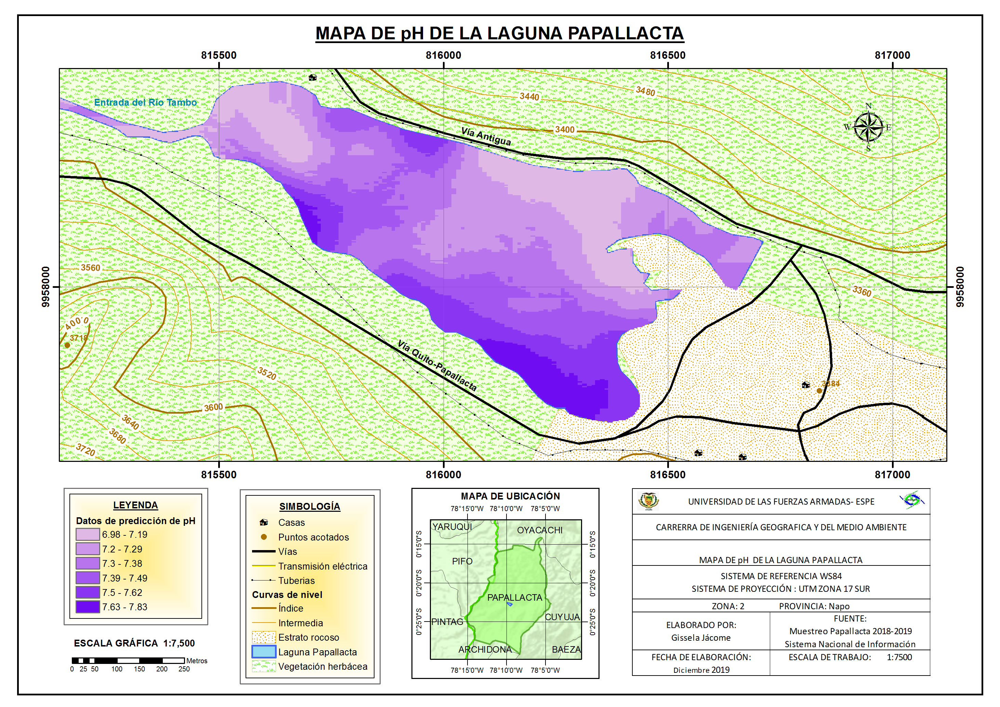 MAPA DE pH DE LA LAGUNA PAPALLACTA
815500 816000 816500 817000
Entrada del Río Tambo
3440
3480
3400
Vía Antigua
N
W E
S
9958000
9958000
3560
3360
400.0
3718
Vía Quito-Papallacta
3520
3384
3600
3640
3680
3720
815500 816000 816500 817000
LEYENDA
Datos de predicción de pH
6.98 - 7.19
7.2 - 7.29
7.3 - 7.38
7.39 - 7.49
7.5 - 7.62
7.63 - 7.83
ESCALA GRÁFICA 1:7,500
Metros
0 25 50 100 150 200 250
SIMBOLOGÍA
Casas
Puntos acotados
Vías
Transmisión eléctrica
Tuberias
Curvas de nivel
Índice
Intermedia
Estrato rocoso
Laguna Papallacta
Vegetación herbácea
MAPA DE UBICACIÓN
78°15'0"W 78°10'0"W 78°5'0"W
YARUQUI
OYACACHI
PIFO
PAPALLACTA
PINTAG
CUYUJA
ARCHIDONA
BAEZA
0°15'0"S
0°20'0"S
0°25'0"S
0°15'0"S
0°20'0"S
0°25'0"S
78°15'0"W 78°10'0"W 78°5'0"W
UNIVERSIDAD DE LAS FUERZAS ARMADAS- ESPE
CARRERRA DE INGENIERÍA GEOGRAFICA Y DEL MEDIO AMBIENTE
MAPA DE pH DE LA LAGUNA PAPALLACTA
SISTEMA DE REFERENCIA WS84
SISTEMA DE PROYECCIÓN : UTM ZONA 17 SUR
ZONA: 2 PROVINCIA: Napo
ELABORADO POR:
Gissela Jácome
FUENTE:
Muestreo Papallacta 2018-2019
Sistema Nacional de Información
FECHA DE ELABORACIÓN:
Diciembre 2019
ESCALA DE TRABAJO: 1:7500